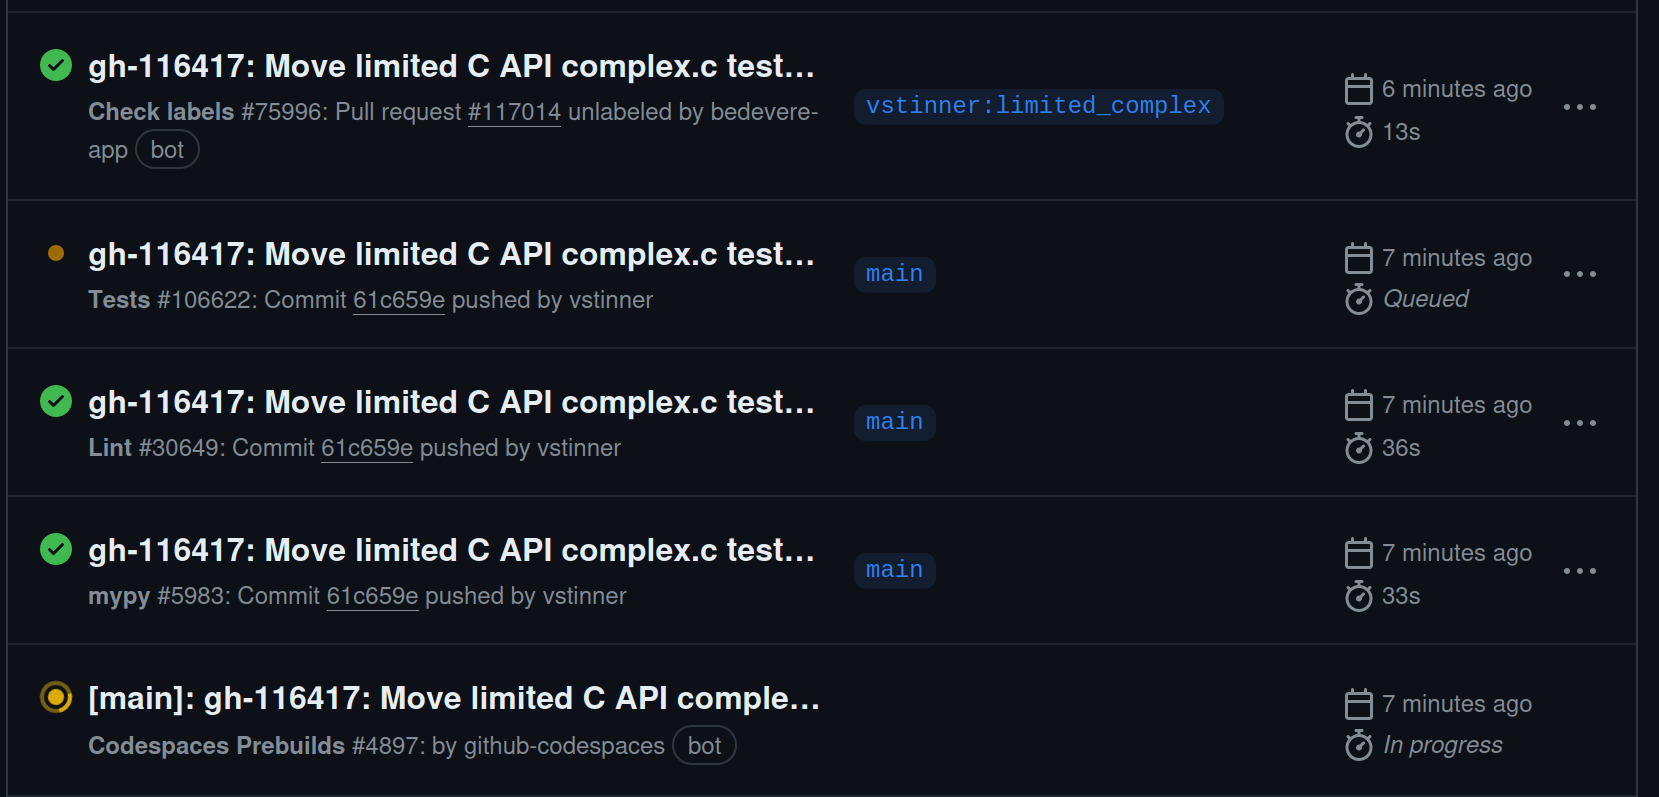 gh-116417: Move limited C API complex.c test...
Check labels #75996: Pull request #117014 unlabeled by bedevere-
app bot
vstinner:limited_complex
6 minutes ago
13s
gh-116417: Move limited C API complex.c test...
Tests #106622: Commit 61c659e pushed by vstinner
main
7 minutes ago
Queued
gh-116417: Move limited C API complex.c test...
Lint #30649: Commit 61c659e pushed by vstinner
main
7 minutes ago
36s
gh-116417: Move limited C API complex.c test...
mypy #5983: Commit 61c659e pushed by vstinner
main
7 minutes ago
33s
[main]: gh-116417: Move limited C API comple...
Codespaces Prebuilds #4897: by github-codespaces bot
7 minutes ago
In progress